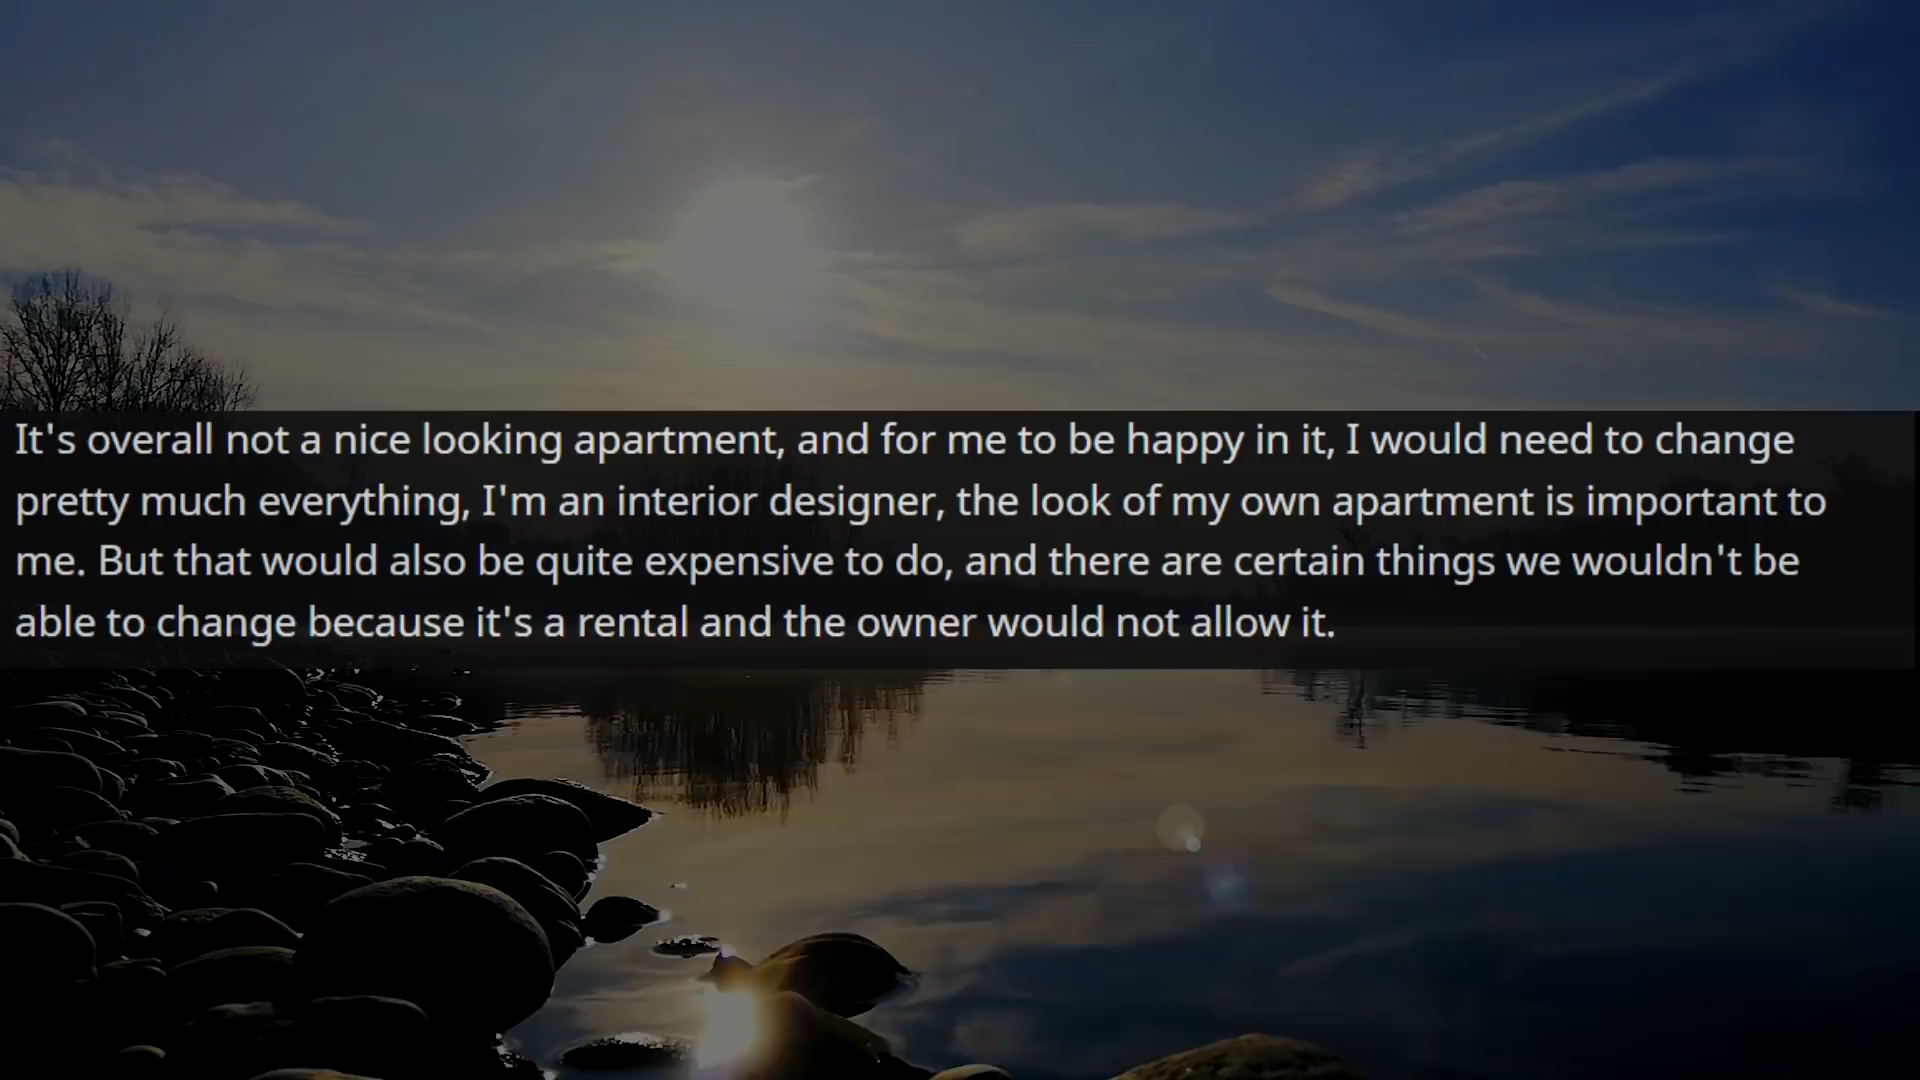 It's overall not a nice looking apartment, and for me to be happy in it, I would need to change
pretty much everything, I'm an interior designer, the look of my own apartment is important to
me. But that would also be quite expensive to do, and there are certain things we wouldn't be
able to change because it's a rental and the owner would not allow it.